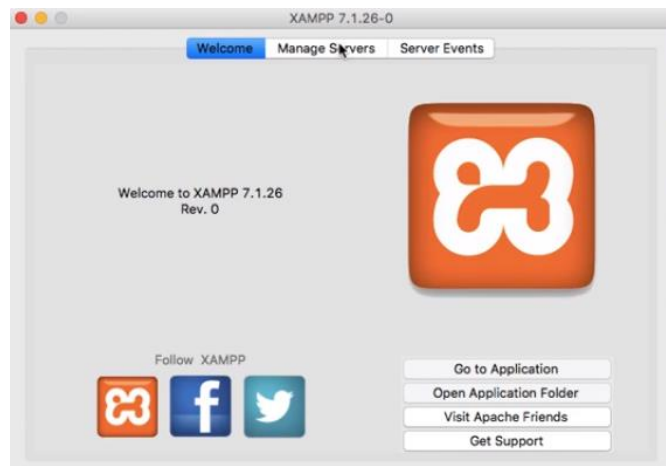 XAMPP 7.1.26-0
Welcome Manage Servers Server Events
Welcome to XAMPP 7.1.26
Rev. 0
Follow XAMPP
Go to Application
Open Application Folder
Visit Apache Friends
Get Support